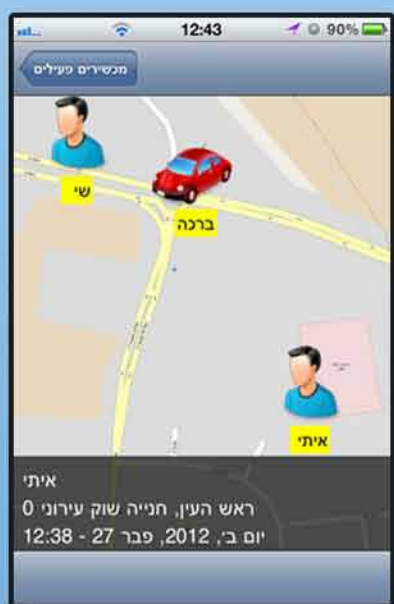 12:43
90%
מכשירים פעילים
שי
ברכה
איתי
איתי
ראש העין, חנייה שוק עירוני 0
יום ב׳, 2012, פבר 27 - 12:38